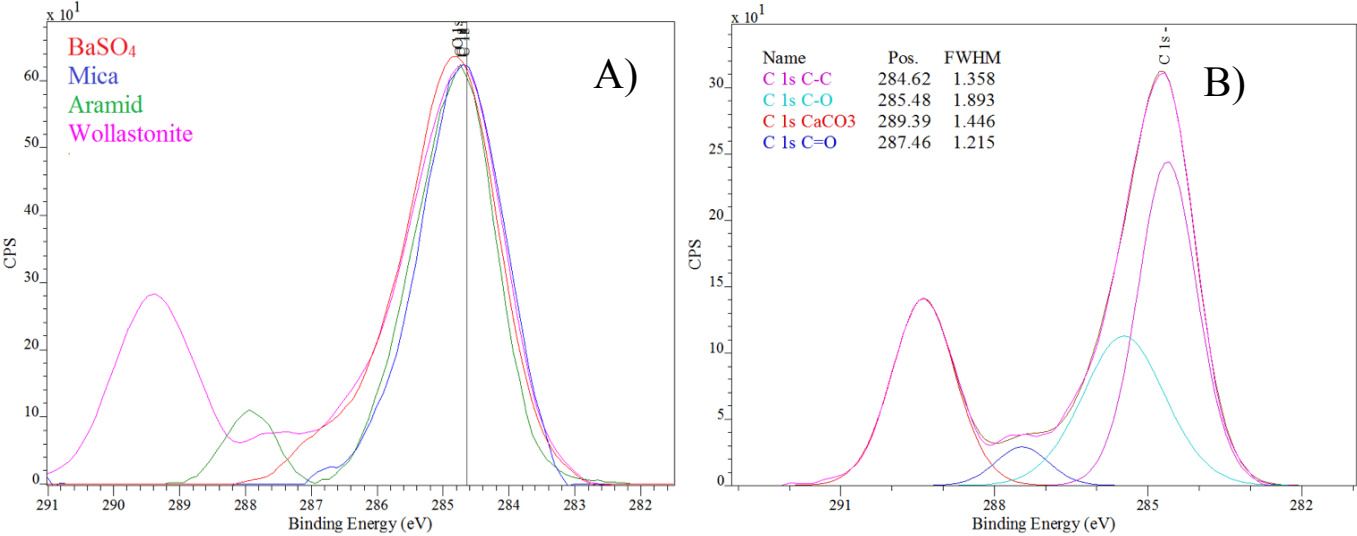 x 10¹
BaSO₄
Mica
Aramid
Wollastonite
A)
60
50
40
30
20
10
0
CPS
291 290 289 288 287 286 285 284 283 282
Binding Energy (eV)
x 10¹
Name Pos. FWHM
C 1s C-C 284.62 1.358
C 1s C-O 285.48 1.893
C 1s CaCO3 289.39 1.446
C 1s C=O 287.46 1.215
C 1s -
B)
30
25
20
15
10
5
0
CPS
291 288 285 282
Binding Energy (eV)